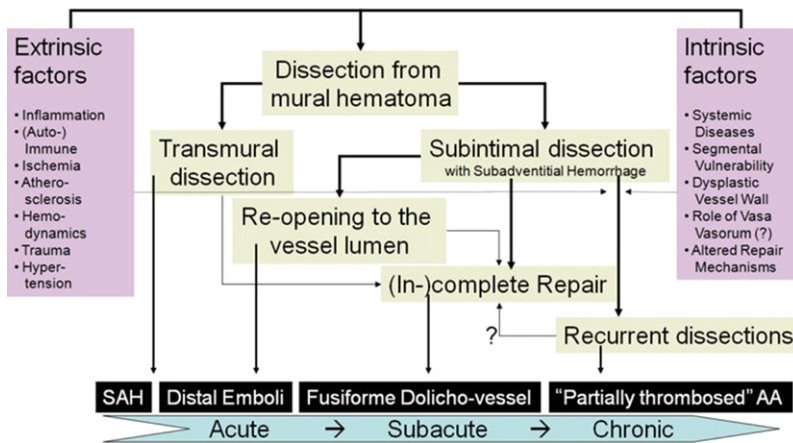 Extrinsic
factors
• Inflammation
• (Auto-)
Immune
• Ischemia
• Athero-
sclerosis
• Hemo-
dynamics
• Trauma
• Hyper-
tension
Dissection from
mural hematoma
Intrinsic
factors
• Systemic
Diseases
• Segmental
Vulnerability
• Dysplastic
Vessel Wall
• Role of Vasa
Vasorum (?)
• Altered Repair
Mechanisms
Transmural
dissection
Subintimal dissection
with Subadventitial Hemorrhage
Re-opening to the
vessel lumen
(In-)complete Repair
?
Recurrent dissections
SAH
Distal Emboli
Fusiforme Dolicho-vessel
“Partially thrombosed” AA
Acute → Subacute → Chronic